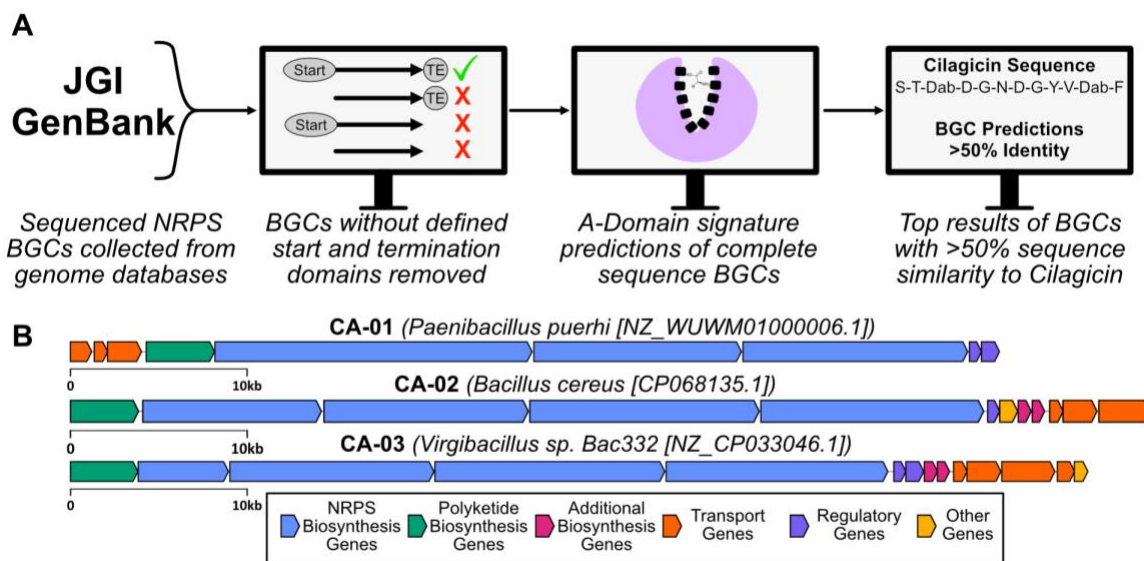 A
JGI
GenBank
Start
TE
TE
Start
Cilagicin Sequence
S-T-Dab-D-G-N-D-G-Y-V-Dab-F
BGC Predictions
>50% Identity
Sequenced NRPS
BGCs collected from
genome databases
BGCs without defined
start and termination
domains removed
A-Domain signature
predictions of complete
sequence BGCs
Top results of BGCs
with >50% sequence
similarity to Cilagicin
B
CA-01 (Paenibacillus puerhi [NZ_WUWM01000006.1])
0
10kb
CA-02 (Bacillus cereus [CP068135.1])
0
10kb
CA-03 (Virgibacillus sp. Bac332 [NZ_CP033046.1])
0
10kb
NRPS
Biosynthesis
Genes
Polyketide
Biosynthesis
Genes
Additional
Biosynthesis
Genes
Transport
Genes
Regulatory
Genes
Other
Genes